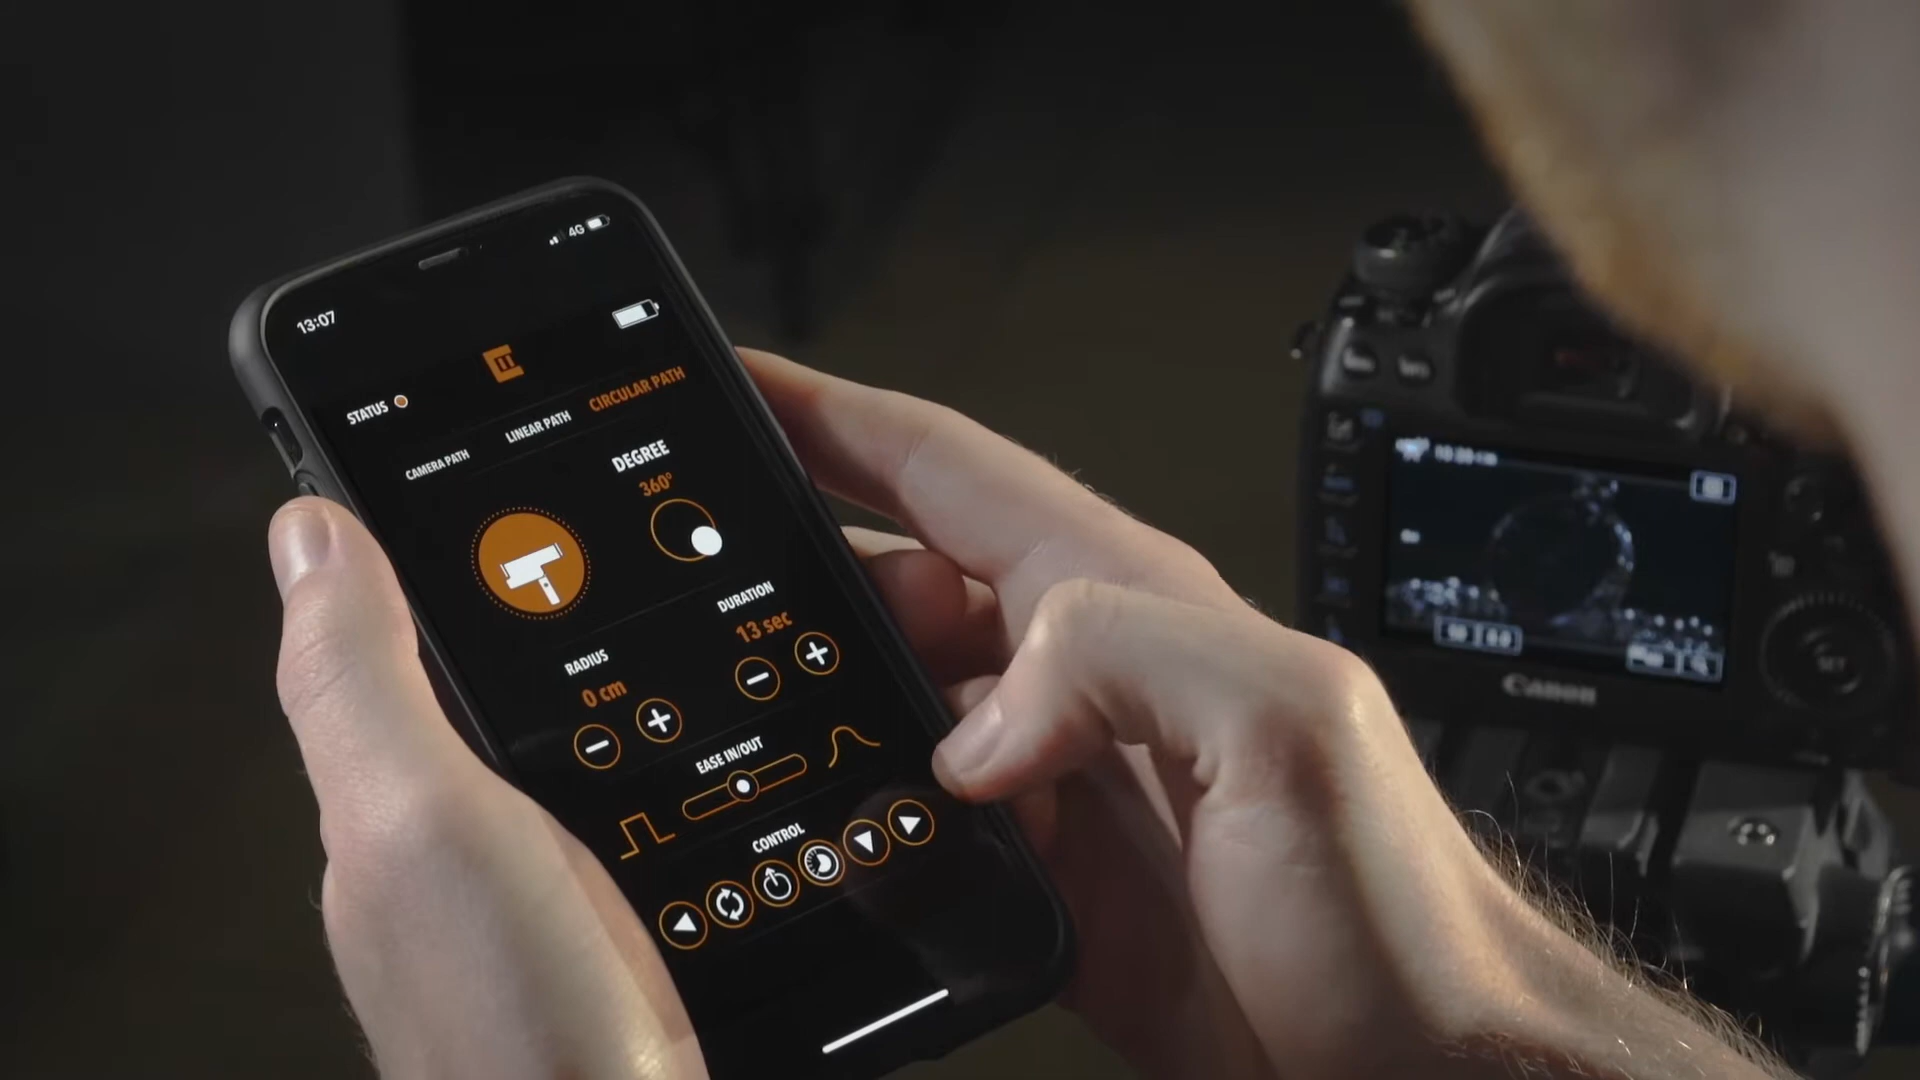 13:07
4G
STATUS
CAMERA PATH
LINEAR PATH
CIRCULAR PATH
DEGREE
360°
DURATION
13 sec
RADIUS
0 cm
EASE IN/OUT
CONTROL
Canon
SET